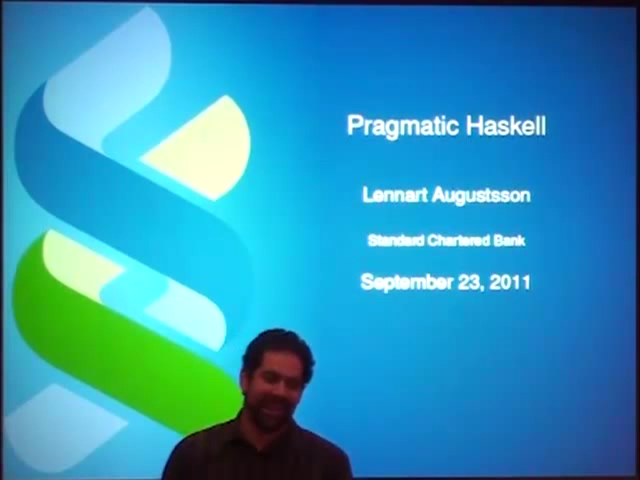 Pragmatic Haskell
Lennart Augustsson
Standard Chartered Bank
September 23, 2011